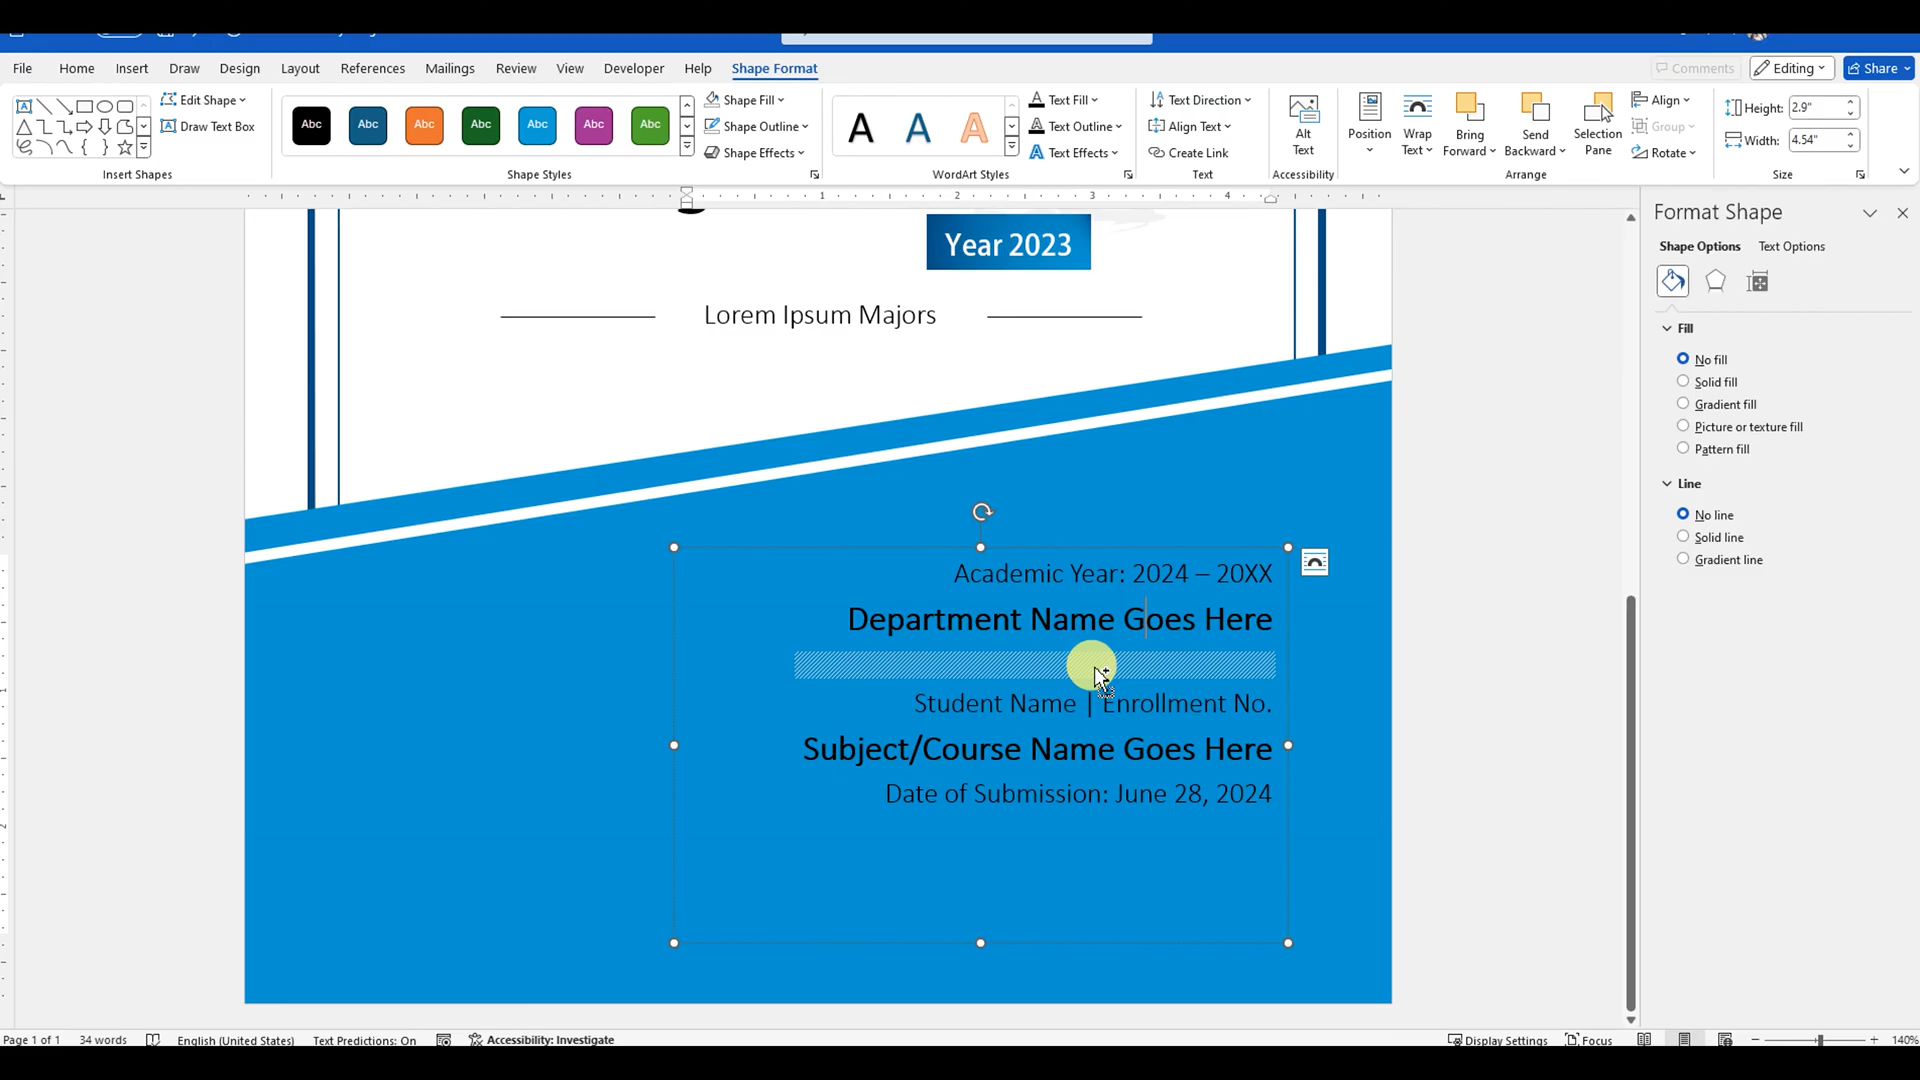 File Home Insert Draw Design Layout References Mailings Review View Developer Help Shape Format
Comments Editing Share
Edit Shape
Draw Text Box
Insert Shapes
Abc Abc Abc Abc Abc Abc Abc
Shape Fill
Shape Outline
Shape Effects
Shape Styles
A A A
Text Fill
Text Outline
Text Effects
WordArt Styles
Text Direction
Align Text
Create Link
Text
Alt
Text
Accessibility
Position
Wrap
Text
Bring
Forward
Send
Backward
Selection
Pane
Align
Group
Rotate
Arrange
Height: 2.9"
Width: 4.54"
Size
1 2 3 4
Year 2023
Lorem Ipsum Majors
Academic Year: 2024 – 20XX
Department Name Goes Here
Student Name | Enrollment No.
Subject/Course Name Goes Here
Date of Submission: June 28, 2024
Format Shape
Shape Options Text Options
Fill
No fill
Solid fill
Gradient fill
Picture or texture fill
Pattern fill
Line
No line
Solid line
Gradient line
Page 1 of 1 34 words English (United States) Text Predictions: On Accessibility: Investigate Display Settings Focus 140%